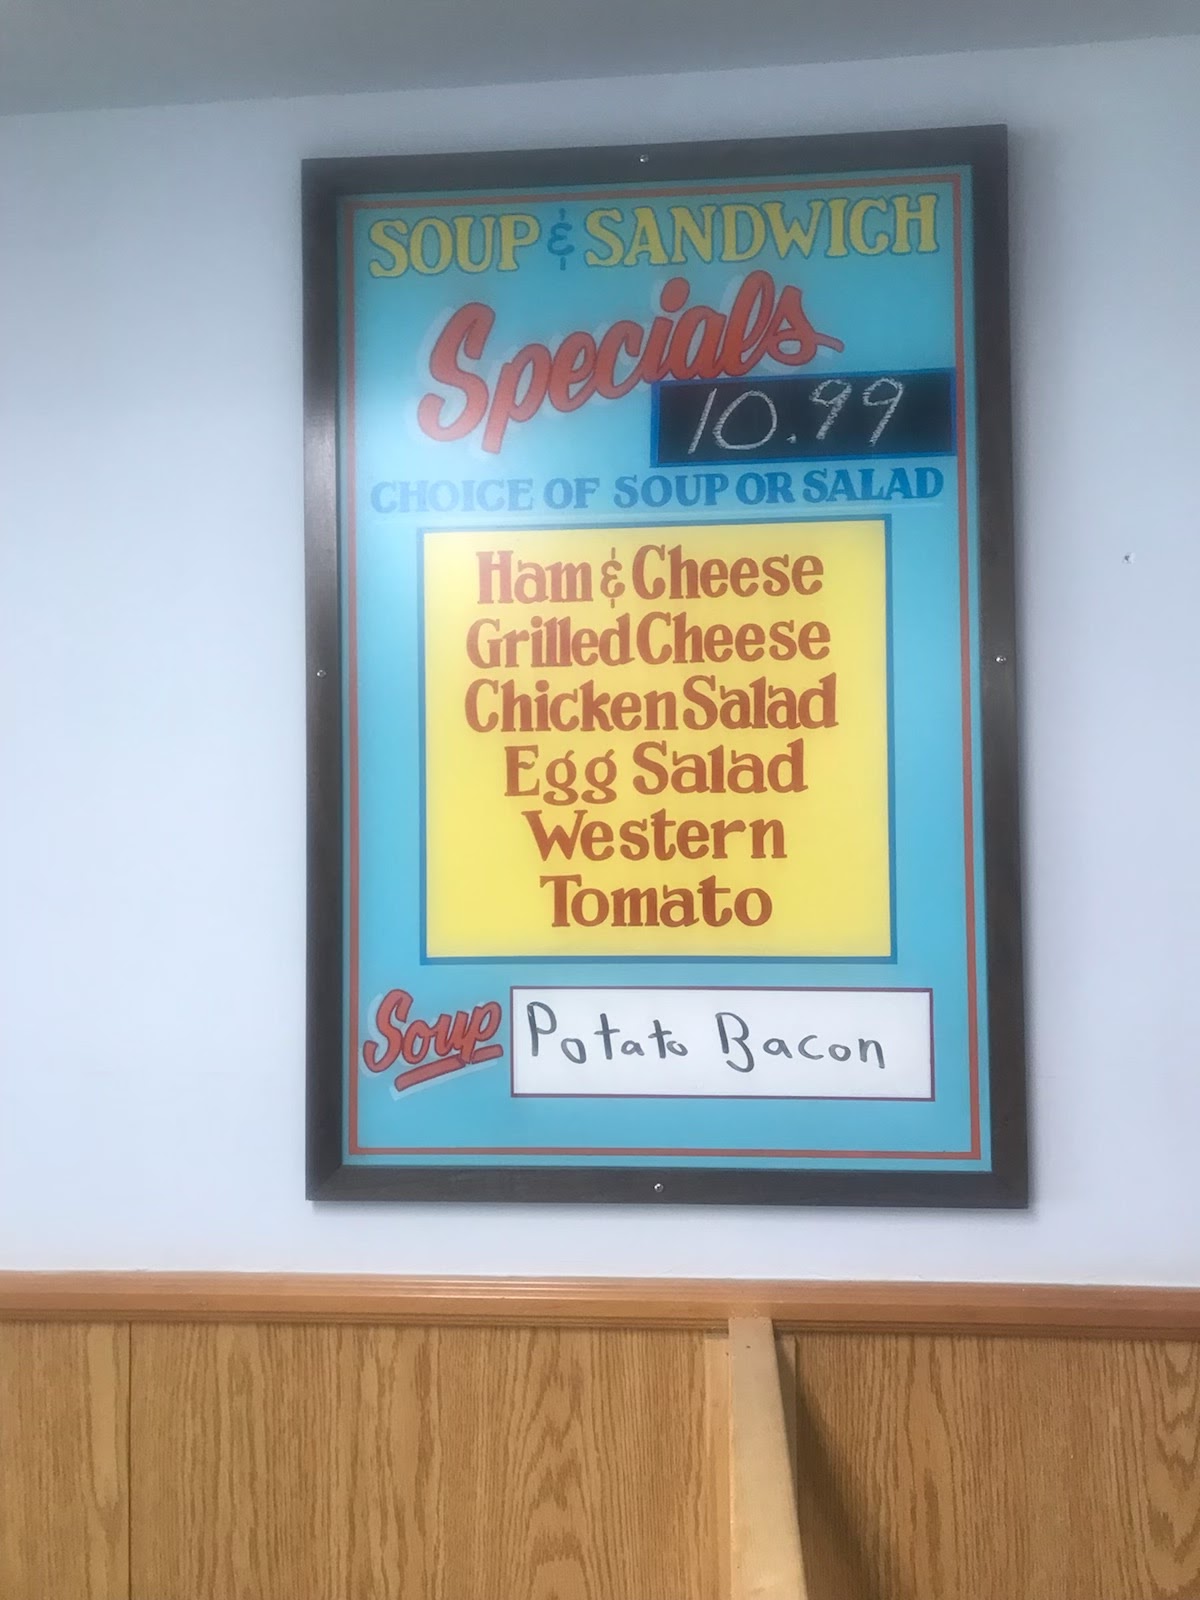 SOUP & SANDWICH
Specials
10.99
CHOICE OF SOUP OR SALAD
Ham & Cheese
Grilled Cheese
Chicken Salad
Egg Salad
Western
Tomato
Soup Potato Bacon